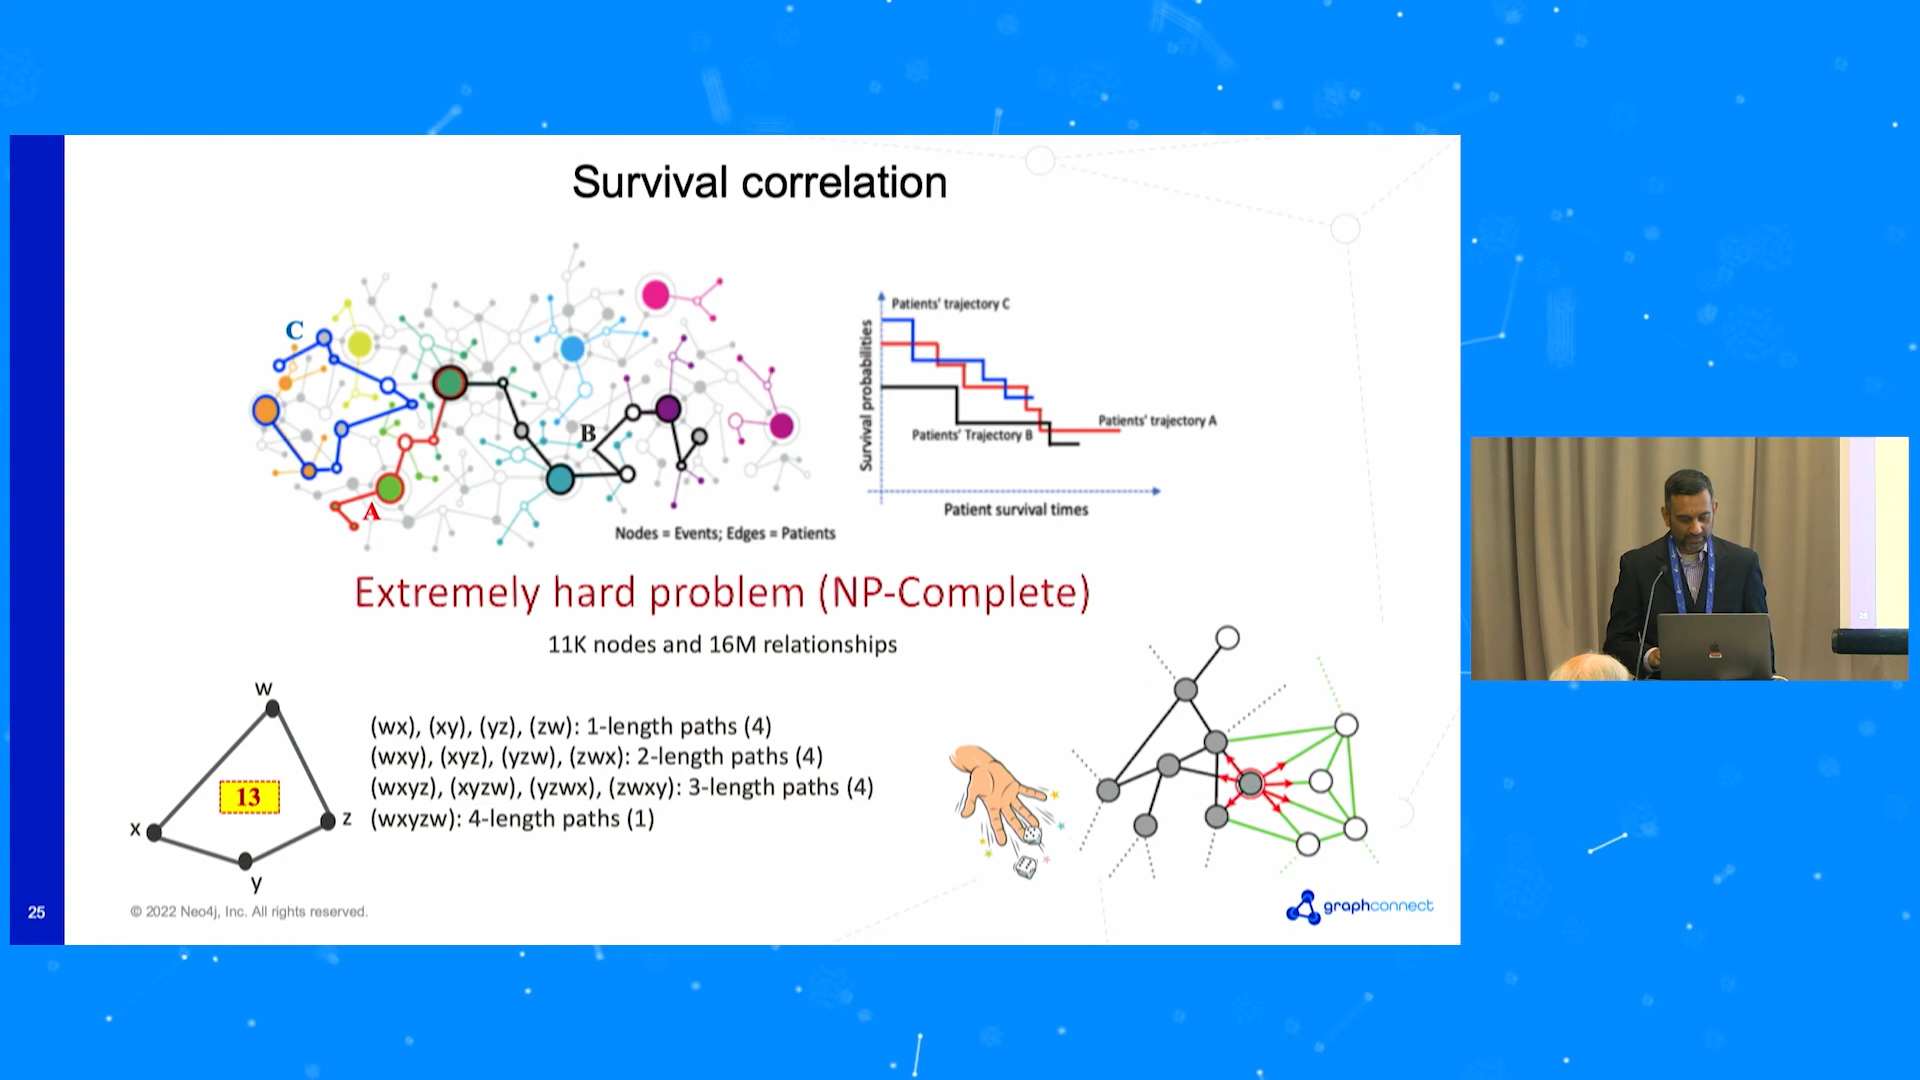 Survival correlation
C
A
B
Nodes = Events; Edges = Patients
Survival probabilities
Patients' trajectory C
Patients' trajectory A
Patients' Trajectory B
Patient survival times
Extremely hard problem (NP-Complete)
11K nodes and 16M relationships
w
x
y
z
13
(wx), (xy), (yz), (zw): 1-length paths (4)
(wxy), (xyz), (yzw), (zwx): 2-length paths (4)
(wxyz), (xyzw), (yzwx), (zwxy): 3-length paths (4)
(wxyzw): 4-length paths (1)
25
© 2022 Neo4j, Inc. All rights reserved.
graphconnect
25